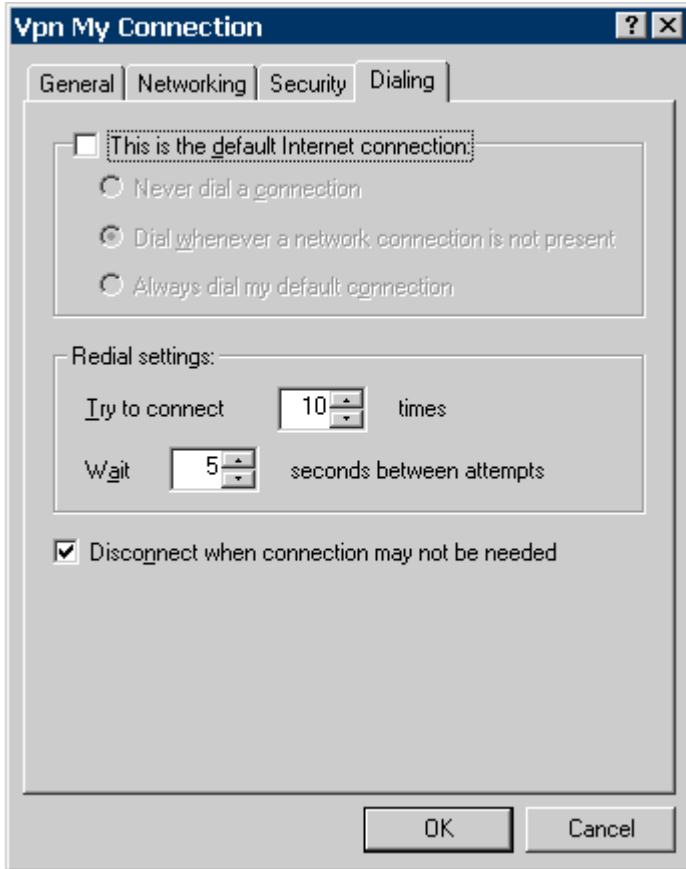 Vpn My Connection
General Networking Security Dialing
This is the default Internet connection:
Never dial a connection
Dial whenever a network connection is not present
Always dial my default connection
Redial settings:
Try to connect 10 times
Wait 5 seconds between attempts
Disconnect when connection may not be needed
OK Cancel